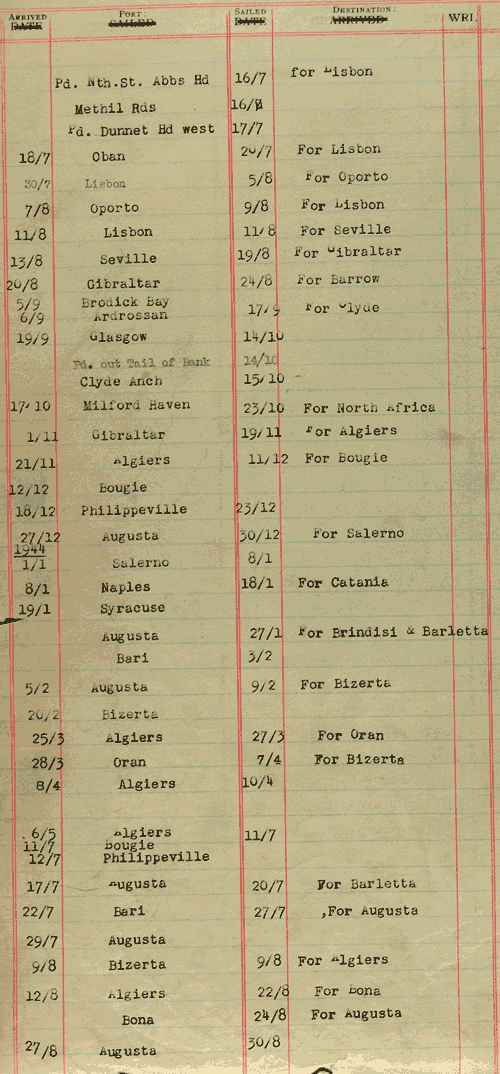 ARRIVED DATE PORT: SAILED SAILED DATE DESTINATION: ARRIVED WRI.
Pd. Nth.St. Abbs Hd 16/7 for Lisbon
Methil Rds 16/7
Pd. Dunnet Hd west 17/7
18/7 Oban 20/7 For Lisbon
30/7 Lisbon 5/8 For Oporto
7/8 Oporto 9/8 For Lisbon
11/8 Lisbon 11/8 For Seville
13/8 Seville 19/8 For Gibraltar
20/8 Gibraltar 24/8 For Barrow
5/9 Brodick Bay
6/9 Ardrossan 17/9 For Clyde
19/9 Glasgow 14/10
Pd. out Tail of Bank 14/10
Clyde Anch 15/10
17/10 Milford Haven 23/10 For North Africa
1/11 Gibraltar 19/11 For Algiers
21/11 Algiers 11/12 For Bougie
12/12 Bougie
18/12 Philippeville 23/12
27/12 Augusta 30/12 For Salerno
1944
1/1 Salerno 8/1
8/1 Naples 18/1 For Catania
19/1 Syracuse
Augusta 27/1 For Brindisi & Barletta
Bari 3/2
5/2 Augusta 9/2 For Bizerta
20/2 Bizerta
25/3 Algiers 27/3 For Oran
28/3 Oran 7/4 For Bizerta
8/4 Algiers 10/4
6/5 Algiers 11/7
11/7 Bougie
12/7 Philippeville
17/7 Augusta 20/7 For Barletta
22/7 Bari 27/7 ,For Augusta
29/7 Augusta
9/8 Bizerta 9/8 For Algiers
12/8 Algiers 22/8 For Bona
Bona 24/8 For Augusta
27/8 Augusta 30/8